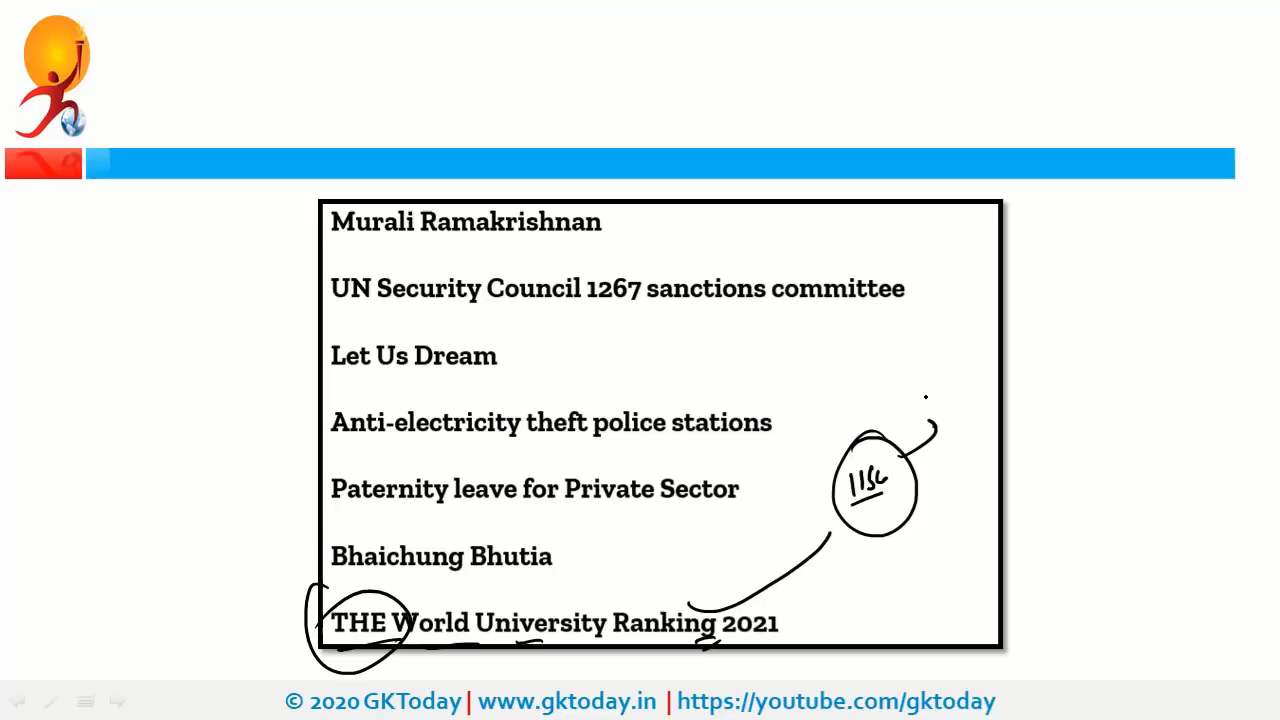 Murali Ramakrishnan
UN Security Council 1267 sanctions committee
Let Us Dream
Anti-electricity theft police stations
IISc
Paternity leave for Private Sector
Bhaichung Bhutia
THE World University Ranking 2021
© 2020 GKToday | www.gktoday.in | https://youtube.com/gktoday